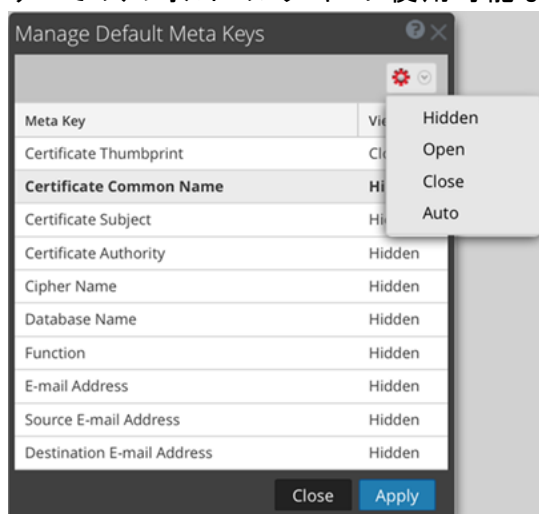 Manage Default Meta Keys
Meta Key
Hidden
Open
Close
Auto
Certificate Thumbprint
Certificate Common Name
Certificate Subject
Certificate Authority Hidden
Cipher Name Hidden
Database Name Hidden
Function Hidden
E-mail Address Hidden
Source E-mail Address Hidden
Destination E-mail Address Hidden
Close Apply